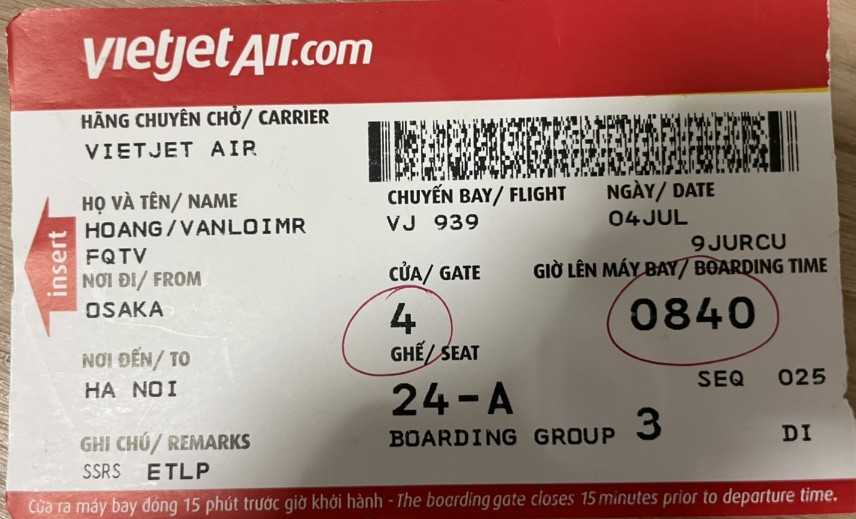 vietjetAir.com
HÃNG CHUYÊN CHỞ/ CARRIER
VIETJET AIR
HỌ VÀ TÊN/ NAME
HOANG/VANLOIMR
FQTV
CHUYẾN BAY/ FLIGHT
VJ 939
NGÀY/ DATE
04JUL
9JURCU
insert
NƠI ĐI/ FROM
OSAKA
CỬA/ GATE
4
GIỜ LÊN MÁY BAY/ BOARDING TIME
0840
NƠI ĐẾN/ TO
HA NOI
GHẾ/ SEAT
24-A
SEQ 025
BOARDING GROUP 3
DI
GHI CHÚ/ REMARKS
SSRS ETLP
Cửa ra máy bay đóng 15 phút trước giờ khởi hành - The boarding gate closes 15 minutes prior to departure time.